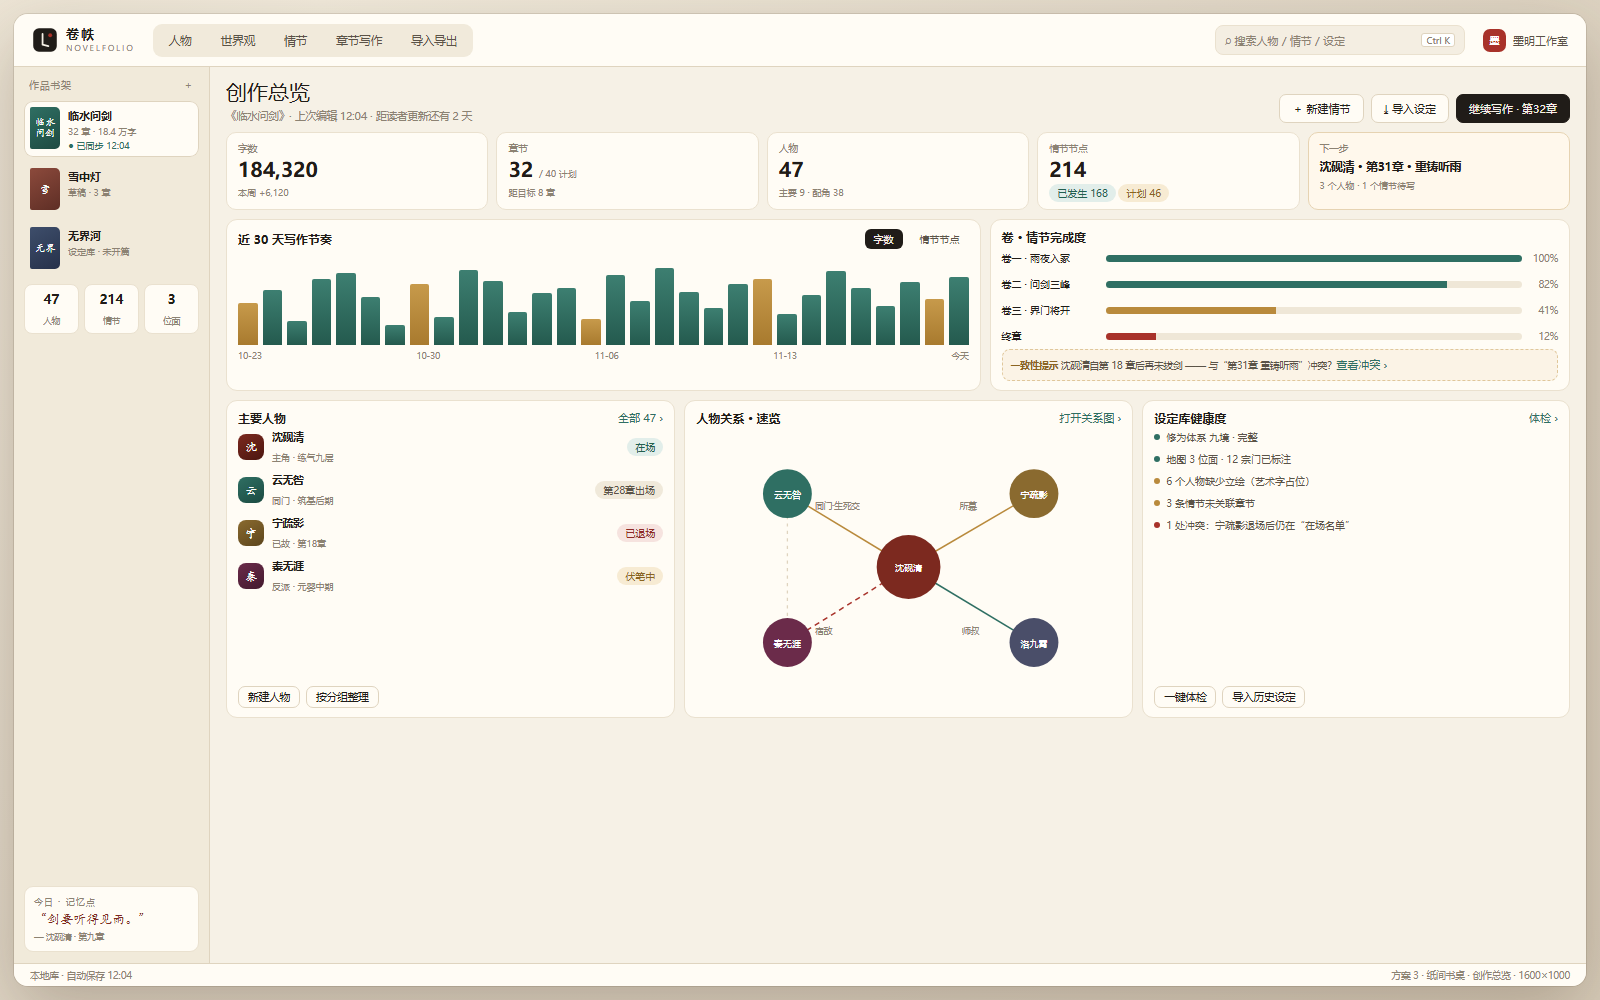 卷帙
NOVELFOLIO
人物
世界观
情节
章节写作
导入导出
搜索人物 / 情节 / 设定
Ctrl K
墨
墨明工作室
作品书架
+
临水问剑
临水问剑
32 章 · 18.4 万字
已同步 12:04
雪
雪中灯
草稿 · 3 章
无界
无界河
设定库 · 未开篇
47
人物
214
情节
3
位面
今日 · 记忆点
“剑要听得见雨。”
— 沈砚清 · 第九章
创作总览
《临水问剑》 · 上次编辑 12:04 · 距读者更新还有 2 天
+ 新建情节
⤓ 导入设定
继续写作 · 第32章
字数
184,320
本周 +6,120
章节
32 / 40 计划
距目标 8 章
人物
47
主要 9 · 配角 38
情节节点
214
已发生 168
计划 46
下一步
沈砚清 · 第31章 · 重铸听雨
3 个人物 · 1 个情节待写
近 30 天写作节奏
字数
情节节点
10-23
10-30
11-06
11-13
今天
卷 · 情节完成度
卷一 · 雨夜入冢
100%
卷二 · 问剑三峰
82%
卷三 · 界门将开
41%
终章
12%
一致性提示 沈砚清自第 18 章后再未拔剑 —— 与“第31章 重铸听雨”冲突？查看冲突 ›
主要人物
全部 47 ›
沈
沈砚清
主角 · 练气九层
在场
云
云无咎
同门 · 筑基后期
第28章出场
宁
宁疏影
已故 · 第18章
已退场
秦
秦无涯
反派 · 元婴中期
伏笔中
新建人物
按分组整理
人物关系 · 速览
打开关系图 ›
云无咎
宁疏影
同门·生死交
所慕
沈砚清
宿敌
师叔
秦无涯
洛九霄
设定库健康度
体检 ›
修为体系 九境 · 完整
地图 3 位面 · 12 宗门已标注
6 个人物缺少立绘（艺术字占位）
3 条情节未关联章节
1 处冲突：宁疏影退场后仍在“在场名单”
一键体检
导入历史设定
本地库 · 自动保存 12:04
方案 3 · 纸间书桌 · 创作总览 · 1600×1000